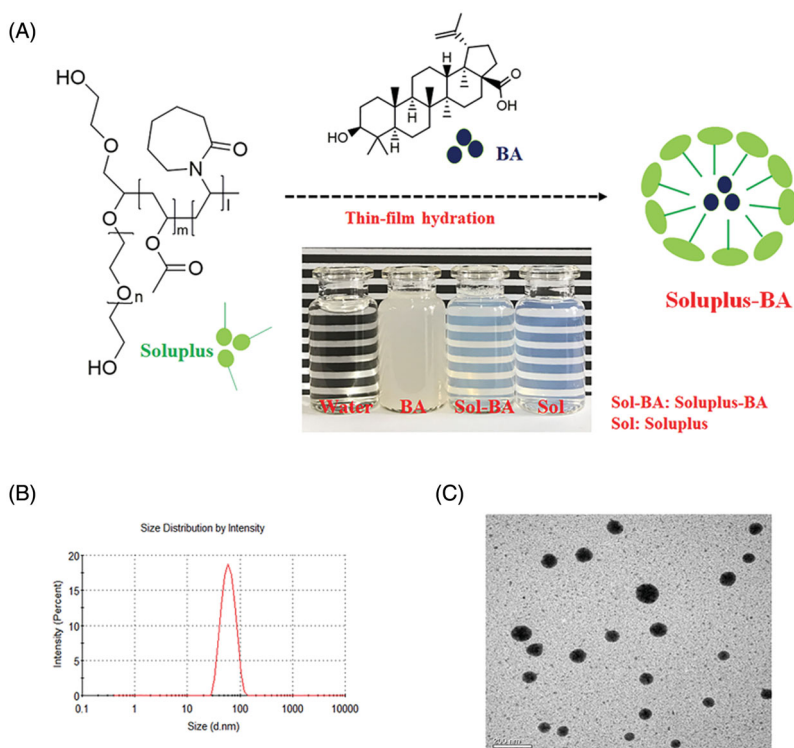 (A)
HO
O
O
N
O
m
l
O
O
O
n
HO
Soluplus
H
H
H
H
HO
O
OH
BA
Thin-film hydration
Water BA Sol-BA Sol
Soluplus-BA
Sol-BA: Soluplus-BA
Sol: Soluplus
(B)
Size Distribution by Intensity
Intensity (Percent)
20
15
10
5
0
0.1 1 10 100 1000 10000
Size (d.nm)
(C)